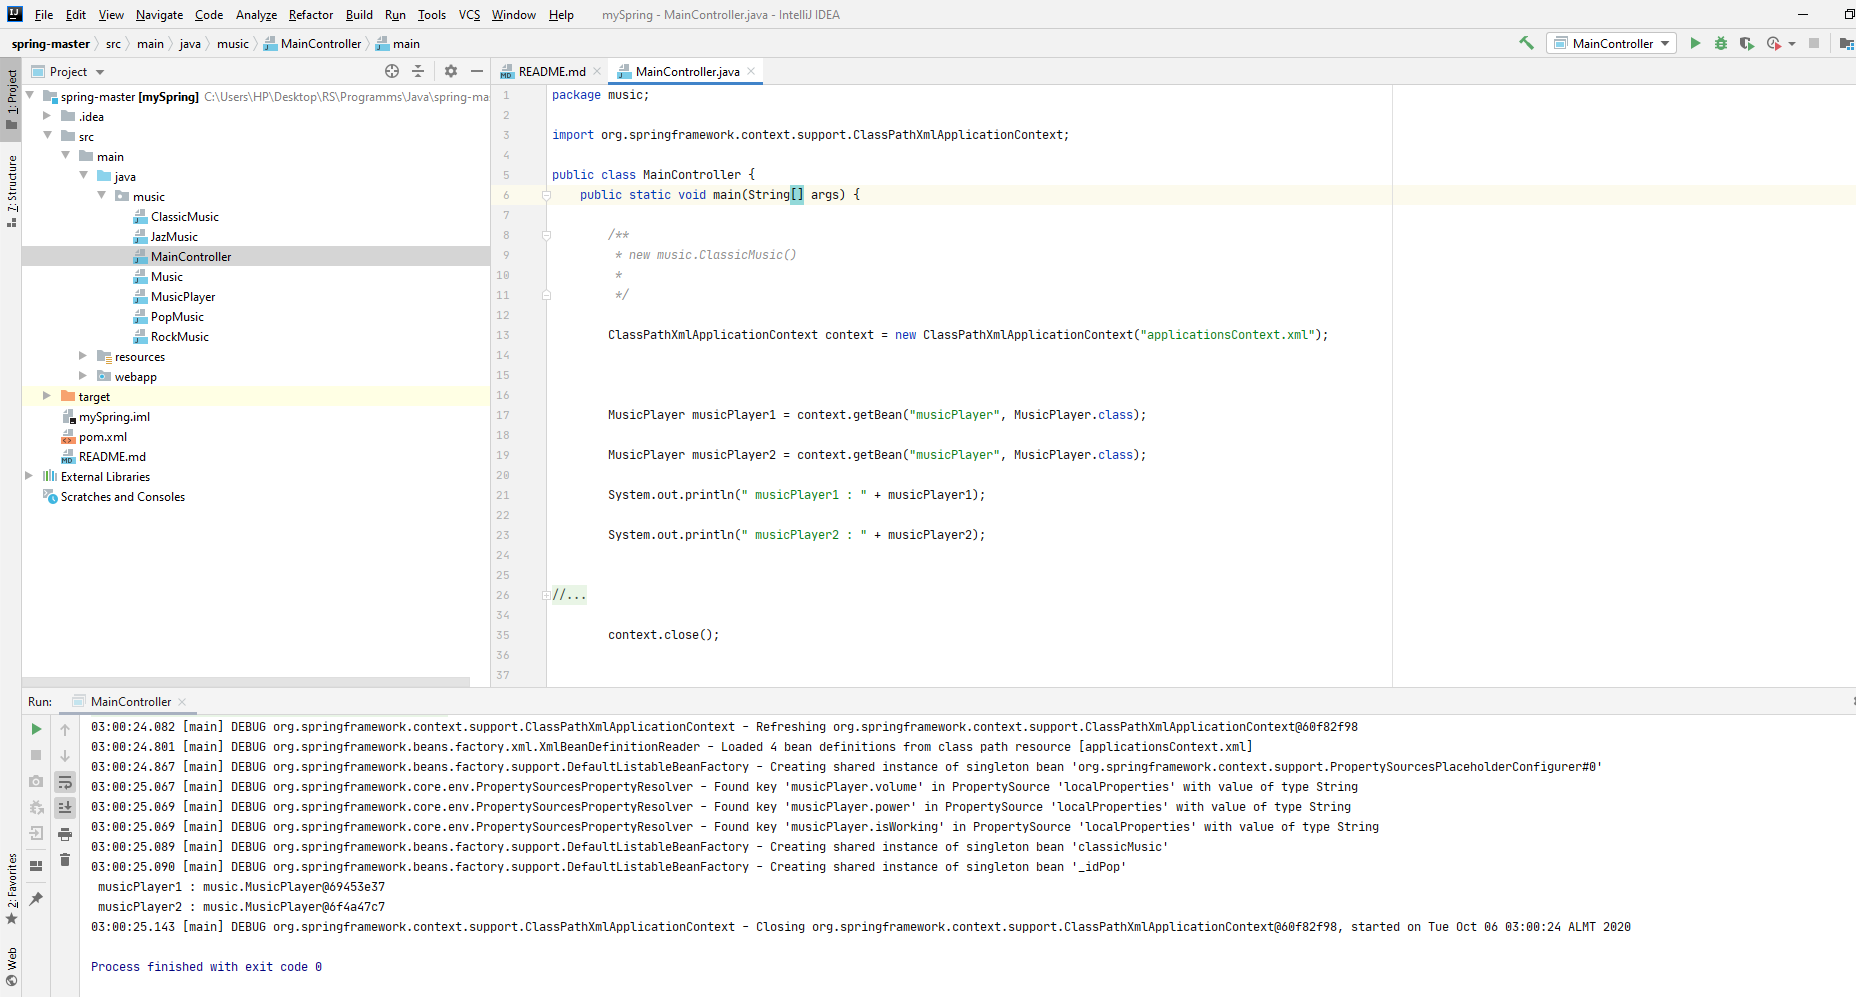 File Edit View Navigate Code Analyze Refactor Build Run Tools VCS Window Help mySpring - MainController.java - IntelliJ IDEA
spring-master src main java music MainController main MainController
1: Project
7: Structure
2: Favorites
Web
Project
spring-master [mySpring] C:\Users\HP\Desktop\RS\Programms\Java\spring-ma
.idea
src
main
java
music
ClassicMusic
JazMusic
MainController
Music
MusicPlayer
PopMusic
RockMusic
resources
webapp
target
mySpring.iml
pom.xml
README.md
External Libraries
Scratches and Consoles
README.md MainController.java
1 package music;
2
3 import org.springframework.context.support.ClassPathXmlApplicationContext;
4
5 public class MainController {
6 public static void main(String[] args) {
7
8 /**
9 * new music.ClassicMusic()
10 *
11 */
12
13 ClassPathXmlApplicationContext context = new ClassPathXmlApplicationContext("applicationsContext.xml");
14
15
16
17 MusicPlayer musicPlayer1 = context.getBean("musicPlayer", MusicPlayer.class);
18
19 MusicPlayer musicPlayer2 = context.getBean("musicPlayer", MusicPlayer.class);
20
21 System.out.println(" musicPlayer1 : " + musicPlayer1);
22
23 System.out.println(" musicPlayer2 : " + musicPlayer2);
24
25
26 //...
34
35 context.close();
36
37
Run: MainController
03:00:24.082 [main] DEBUG org.springframework.context.support.ClassPathXmlApplicationContext - Refreshing org.springframework.context.support.ClassPathXmlApplicationContext@60f82f98
03:00:24.801 [main] DEBUG org.springframework.beans.factory.xml.XmlBeanDefinitionReader - Loaded 4 bean definitions from class path resource [applicationsContext.xml]
03:00:24.867 [main] DEBUG org.springframework.beans.factory.support.DefaultListableBeanFactory - Creating shared instance of singleton bean 'org.springframework.context.support.PropertySourcesPlaceholderConfigurer#0'
03:00:25.067 [main] DEBUG org.springframework.core.env.PropertySourcesPropertyResolver - Found key 'musicPlayer.volume' in PropertySource 'localProperties' with value of type String
03:00:25.069 [main] DEBUG org.springframework.core.env.PropertySourcesPropertyResolver - Found key 'musicPlayer.power' in PropertySource 'localProperties' with value of type String
03:00:25.069 [main] DEBUG org.springframework.core.env.PropertySourcesPropertyResolver - Found key 'musicPlayer.isWorking' in PropertySource 'localProperties' with value of type String
03:00:25.089 [main] DEBUG org.springframework.beans.factory.support.DefaultListableBeanFactory - Creating shared instance of singleton bean 'classicMusic'
03:00:25.090 [main] DEBUG org.springframework.beans.factory.support.DefaultListableBeanFactory - Creating shared instance of singleton bean '_idPop'
musicPlayer1 : music.MusicPlayer@69453e37
musicPlayer2 : music.MusicPlayer@6f4a47c7
03:00:25.143 [main] DEBUG org.springframework.context.support.ClassPathXmlApplicationContext - Closing org.springframework.context.support.ClassPathXmlApplicationContext@60f82f98, started on Tue Oct 06 03:00:24 ALMT 2020
Process finished with exit code 0